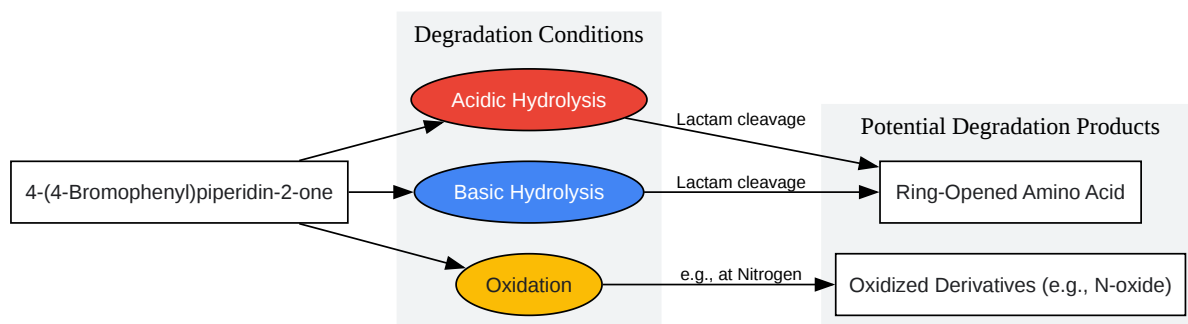 Degradation Conditions
Acidic Hydrolysis
Lactam cleavage
Potential Degradation Products
4-(4-Bromophenyl)piperidin-2-one
Basic Hydrolysis
Lactam cleavage
Ring-Opened Amino Acid
Oxidation
e.g., at Nitrogen
Oxidized Derivatives (e.g., N-oxide)